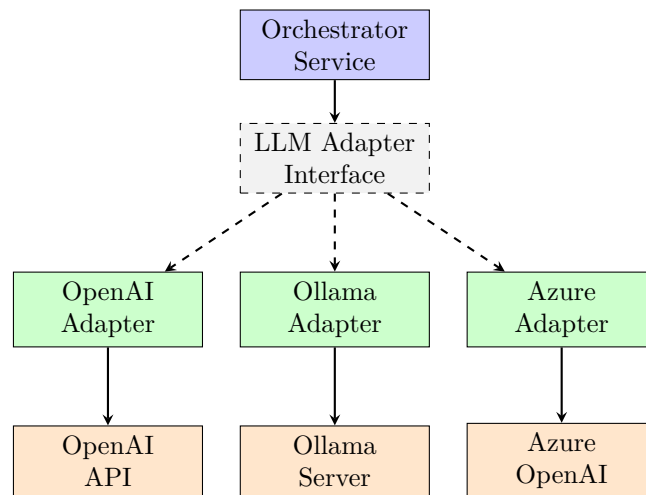 Orchestrator
Service
LLM Adapter
Interface
OpenAI
Adapter
Ollama
Adapter
Azure
Adapter
OpenAI
API
Ollama
Server
Azure
OpenAI